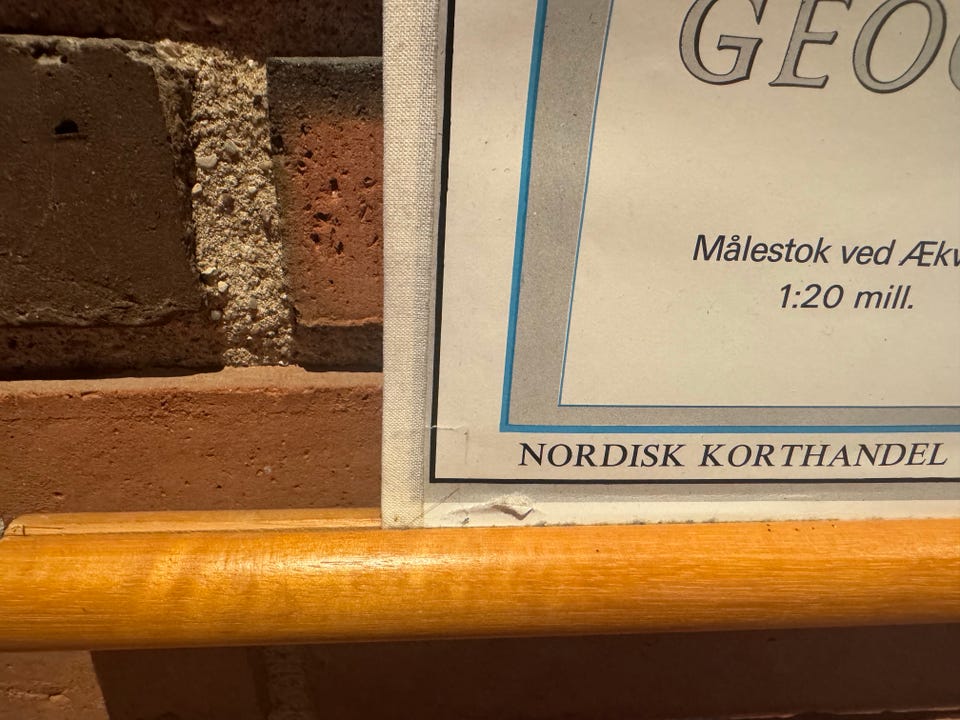 GEO
Målestok ved Ækv
1:20 mill.
NORDISK KORTHANDEL